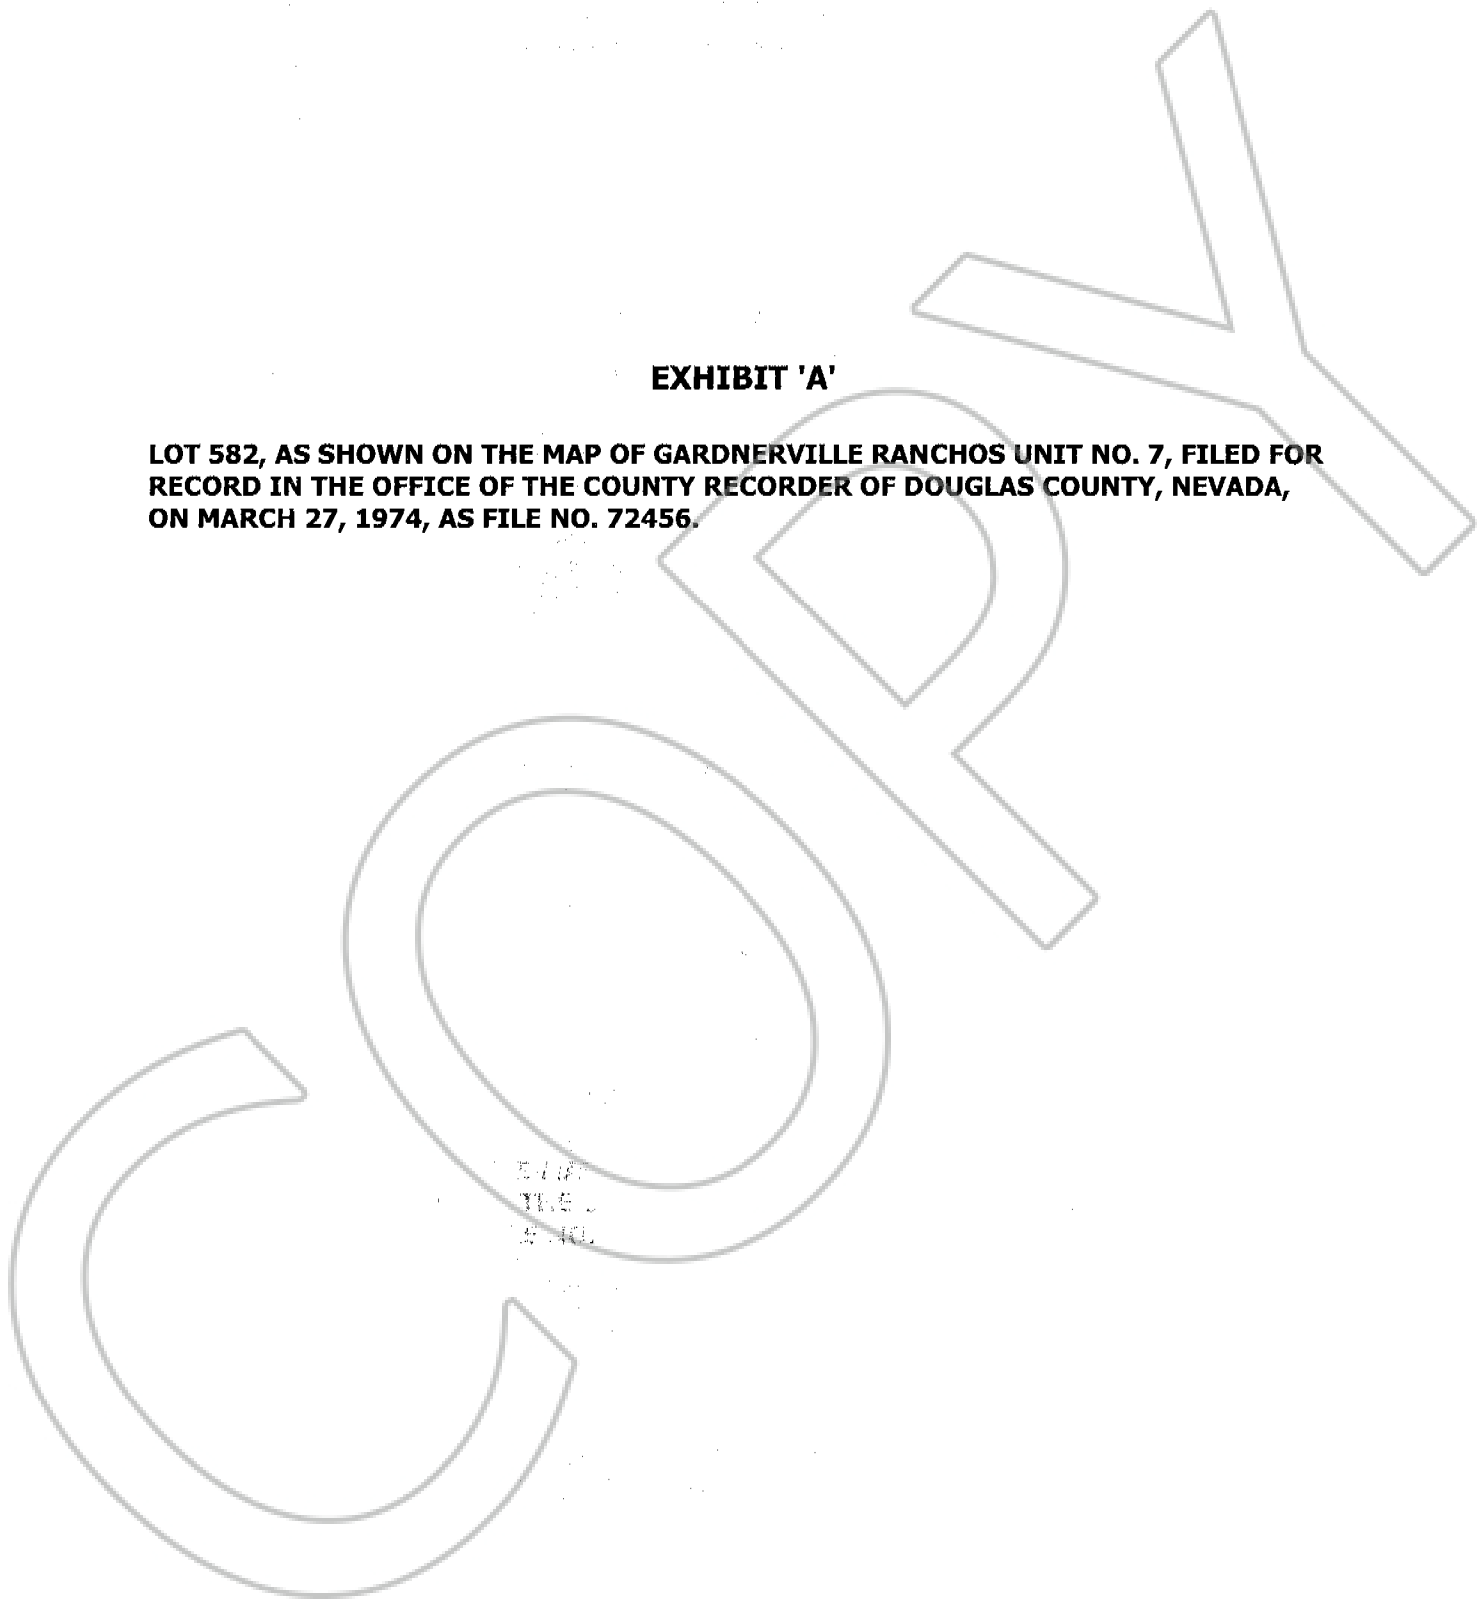 EXHIBIT 'A'
LOT 582, AS SHOWN ON THE MAP OF GARDNERVILLE RANCHOS UNIT NO. 7, FILED FOR
RECORD IN THE OFFICE OF THE COUNTY RECORDER OF DOUGLAS COUNTY, NEVADA,
ON MARCH 27, 1974, AS FILE NO. 72456.
COPY